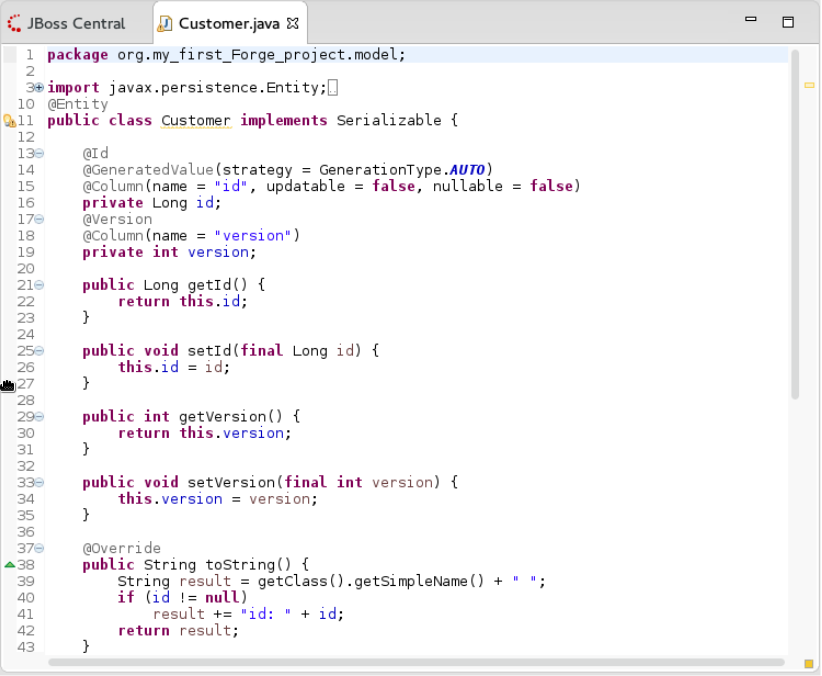 JBoss Central
Customer.java
1 package org.my_first_Forge_project.model;
2
3 import javax.persistence.Entity;
10 @Entity
11 public class Customer implements Serializable {
12
13     @Id
14     @GeneratedValue(strategy = GenerationType.AUTO)
15     @Column(name = "id", updatable = false, nullable = false)
16     private Long id;
17     @Version
18     @Column(name = "version")
19     private int version;
20
21     public Long getId() {
22         return this.id;
23     }
24
25     public void setId(final Long id) {
26         this.id = id;
27     }
28
29     public int getVersion() {
30         return this.version;
31     }
32
33     public void setVersion(final int version) {
34         this.version = version;
35     }
36
37     @Override
38     public String toString() {
39         String result = getClass().getSimpleName() + " ";
40         if (id != null)
41             result += "id: " + id;
42         return result;
43     }